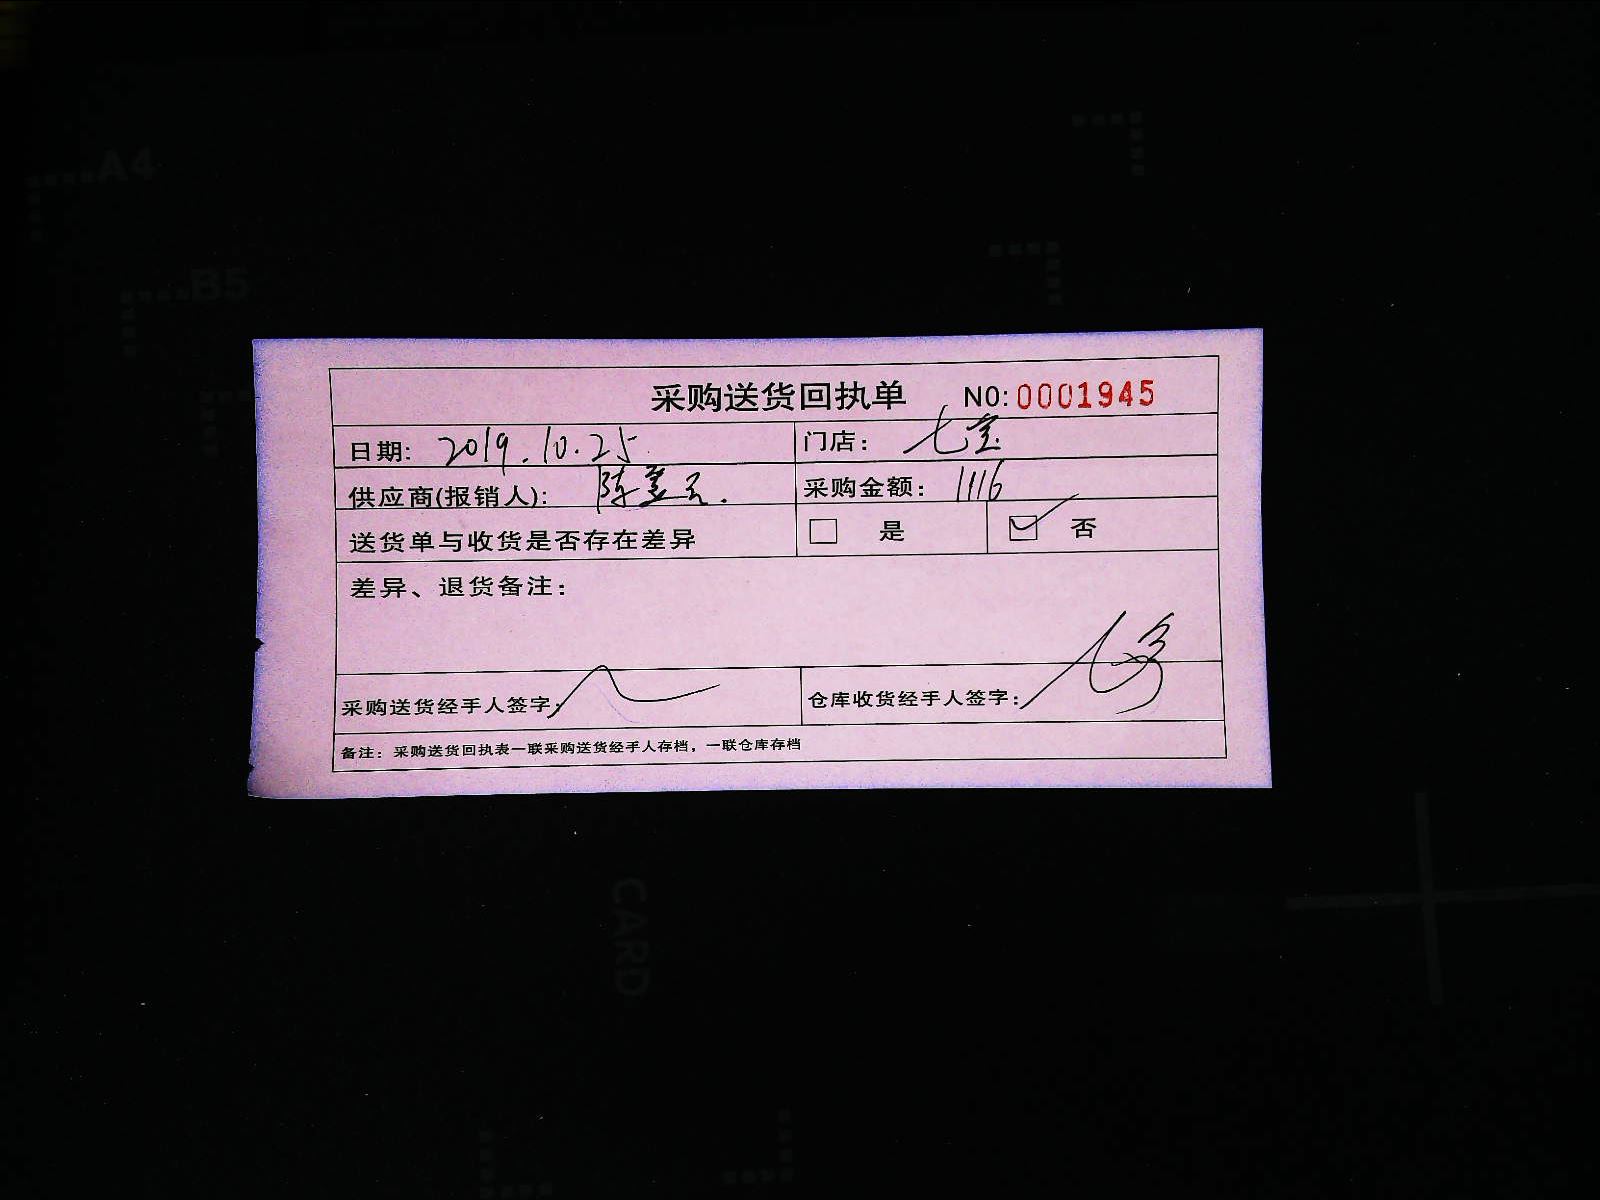 A4
B5
采购送货回执单 NO:0001945
日期: 2019.10.25 门店: 七宝
供应商(报销人): 陈 采购金额: 1116
送货单与收货是否存在差异 是 否
差异、退货备注:
采购送货经手人签字: 仓库收货经手人签字:
备注: 采购送货回执表一联采购送货经手人存档, 一联仓库存档
CARD